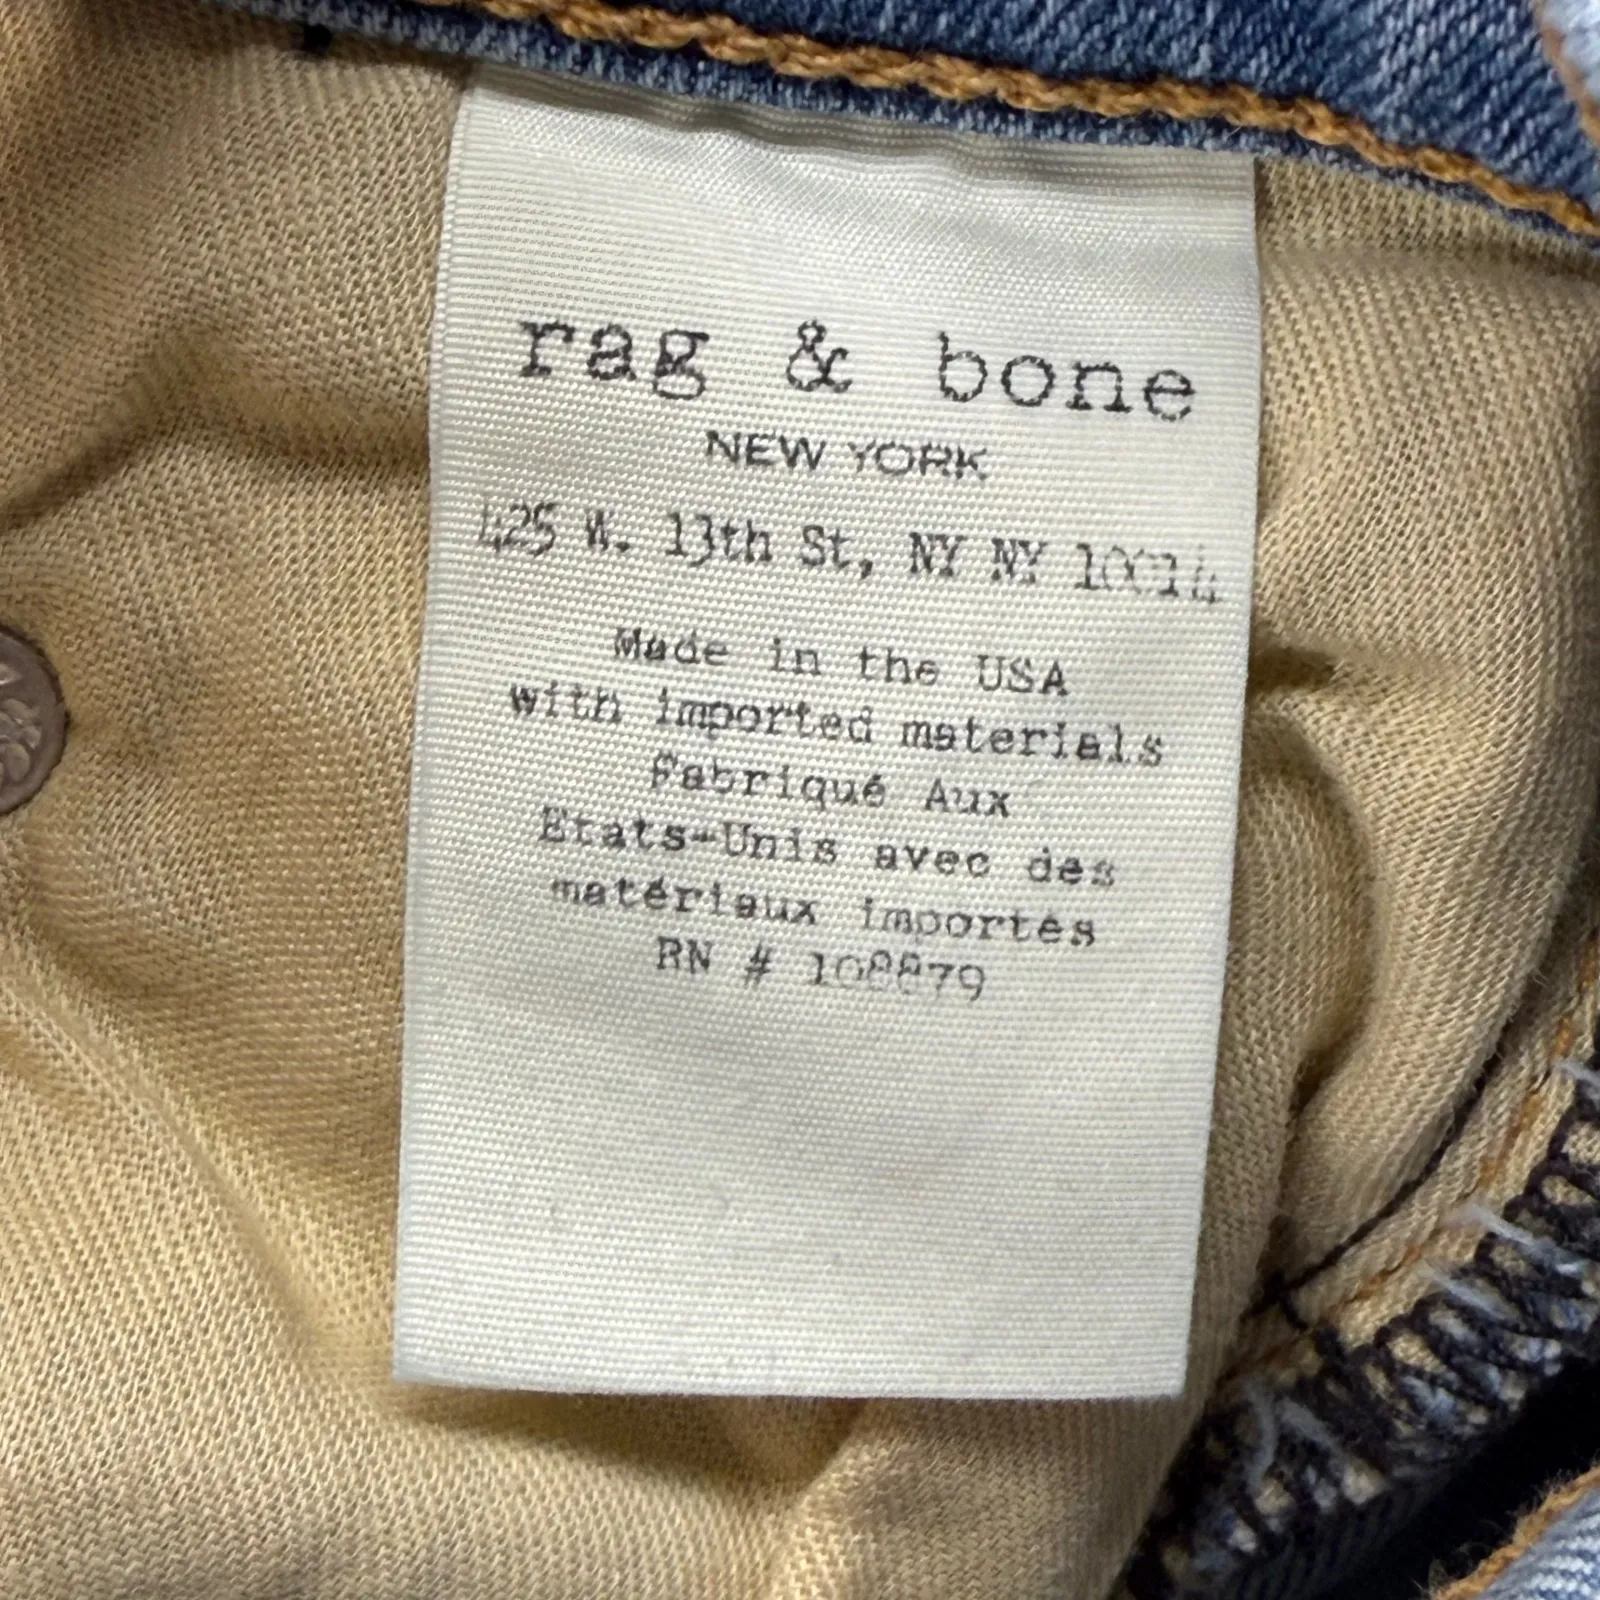 rag & bone
NEW YORK
425 W. 13th St, NY NY 10014
Made in the USA
with imported materials
Fabriqué Aux
Etats-Unis avec des
matériaux importés
RN # 108879